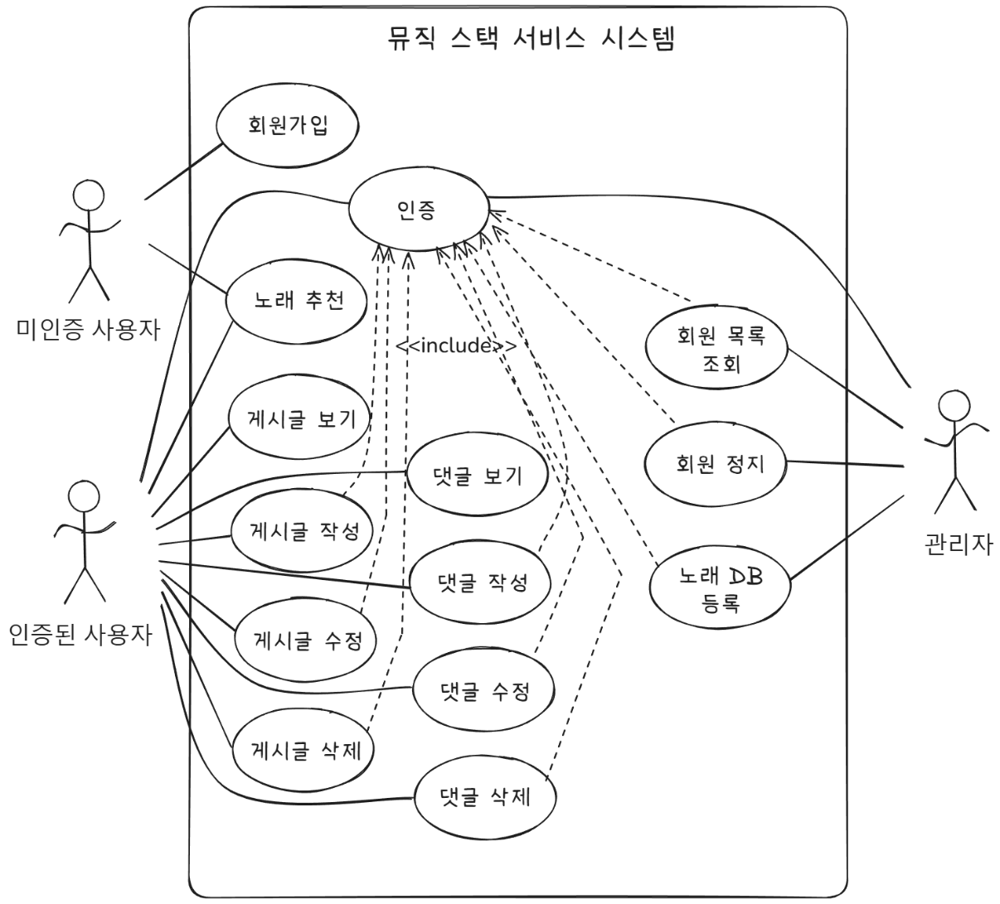 뮤직 스택 서비스 시스템
회원가입
인증
미인증 사용자
노래 추천
<<include>>
회원 목록
조회
게시글 보기
댓글 보기
회원 정지
게시글 작성
관리자
댓글 작성
노래 DB
등록
인증된 사용자
게시글 수정
댓글 수정
게시글 삭제
댓글 삭제